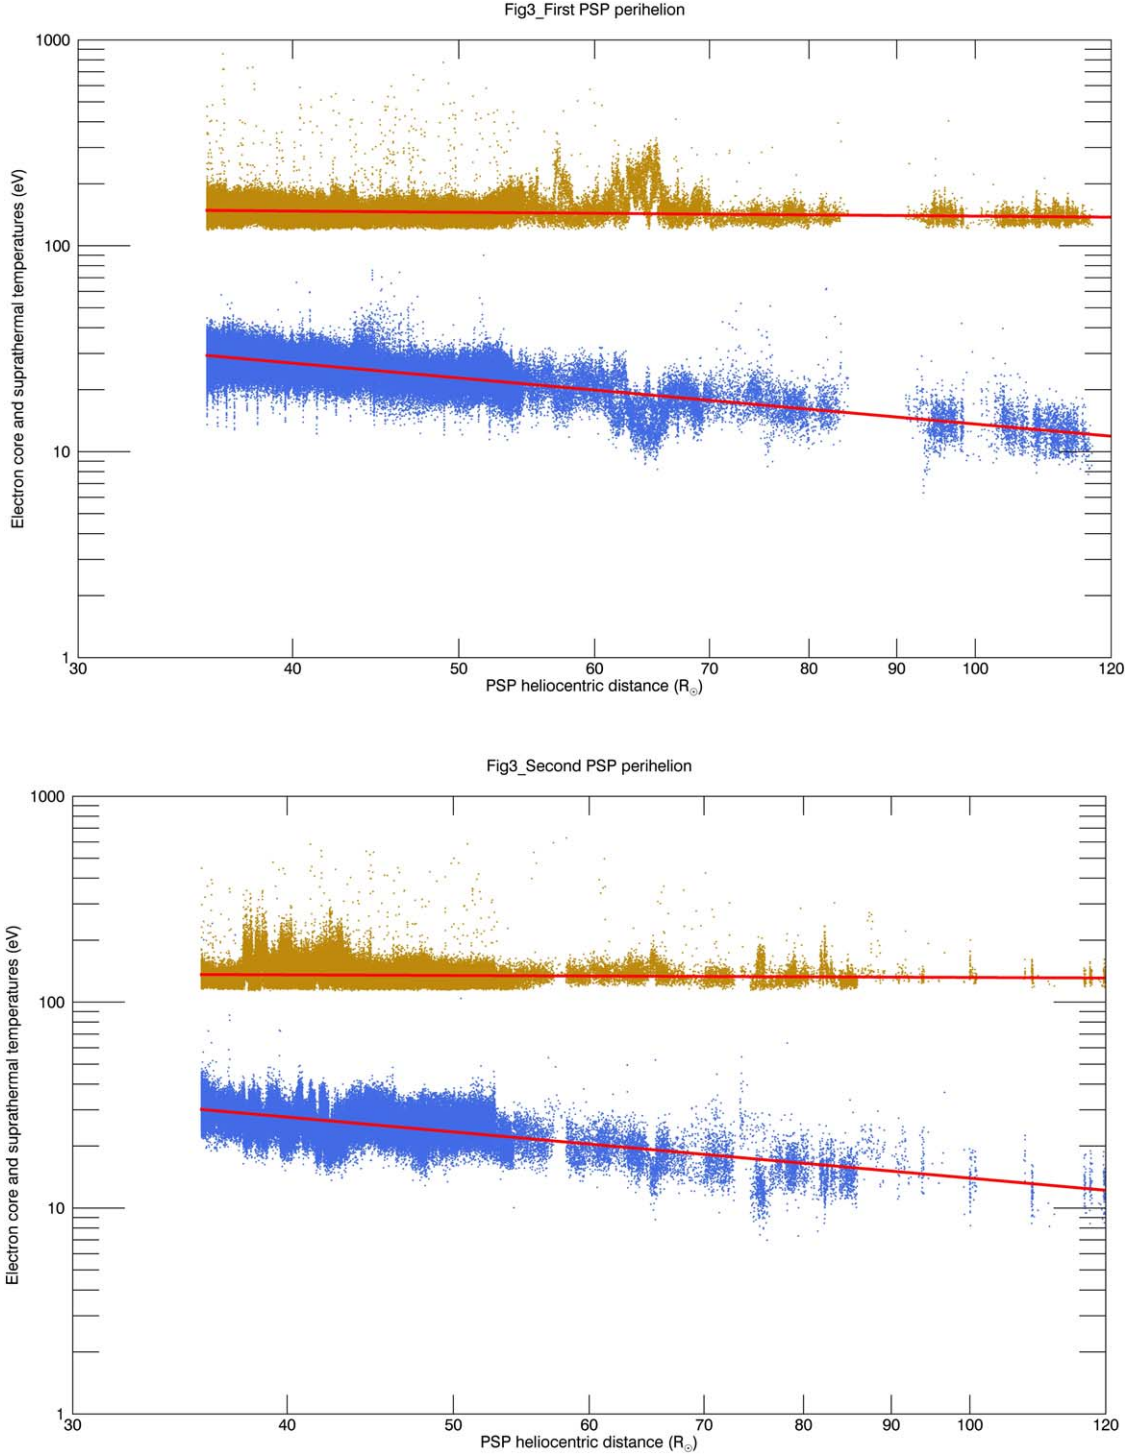 Fig3_First PSP perihelion
1000
100
10
1
Electron core and suprathermal temperatures (eV)
30 40 50 60 70 80 90 100 120
PSP heliocentric distance (R☉)
Fig3_Second PSP perihelion
1000
100
10
1
Electron core and suprathermal temperatures (eV)
30 40 50 60 70 80 90 100 120
PSP heliocentric distance (R☉)